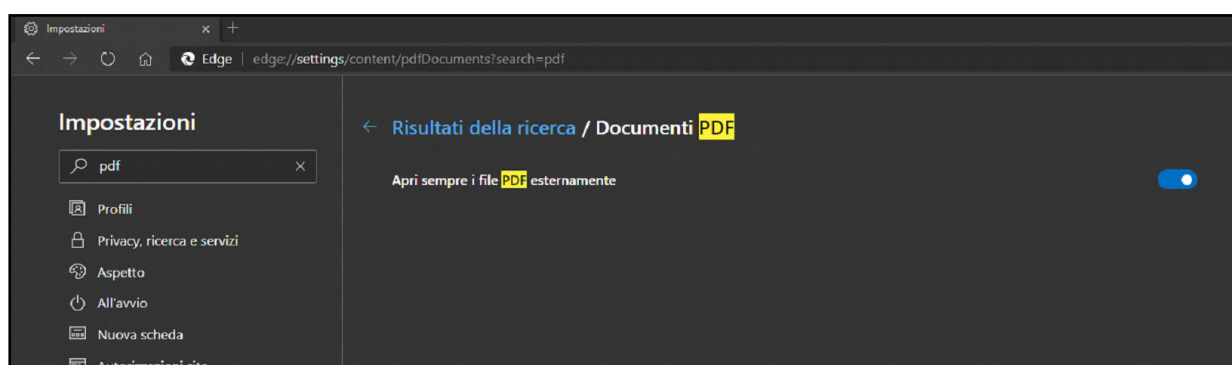 Impostazioni
Edge | edge://settings/content/pdfDocuments?search=pdf
Impostazioni
pdf
Profili
Privacy, ricerca e servizi
Aspetto
All'avvio
Nuova scheda
Risultati della ricerca / Documenti PDF
Apri sempre i file PDF esternamente